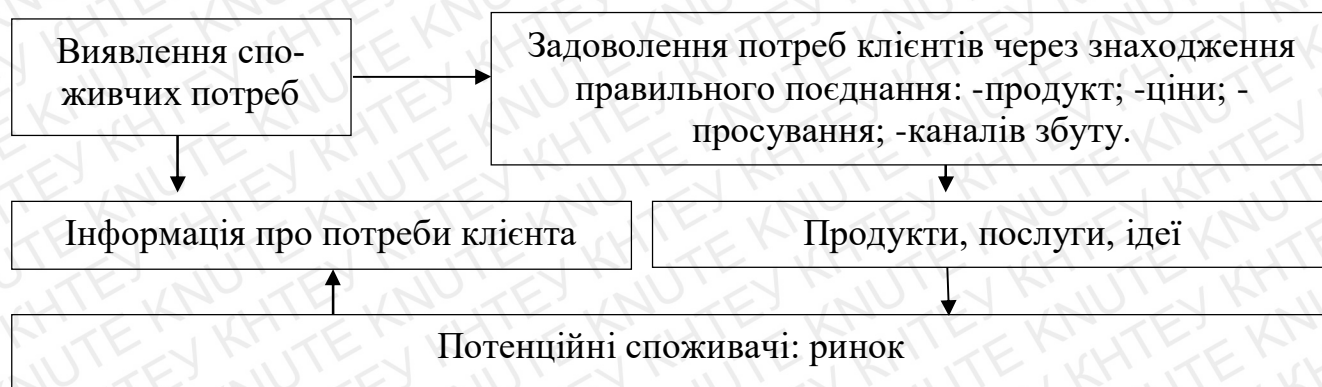 Виявлення спо-
живчих потреб
Задоволення потреб клієнтів через знаходження
правильного поєднання: -продукт; -ціни; -
просування; -каналів збуту.
Інформація про потреби клієнта
Продукти, послуги, ідеї
Потенційні споживачі: ринок